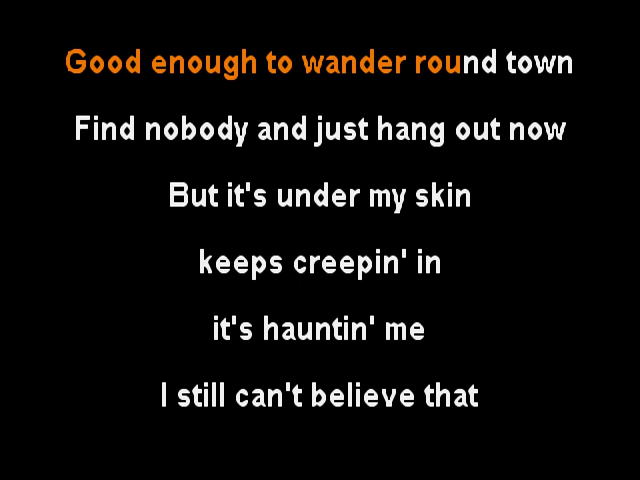 Good enough to wander round town
Find nobody and just hang out now
But it's under my skin
keeps creepin' in
it's hauntin' me
I still can't believe that